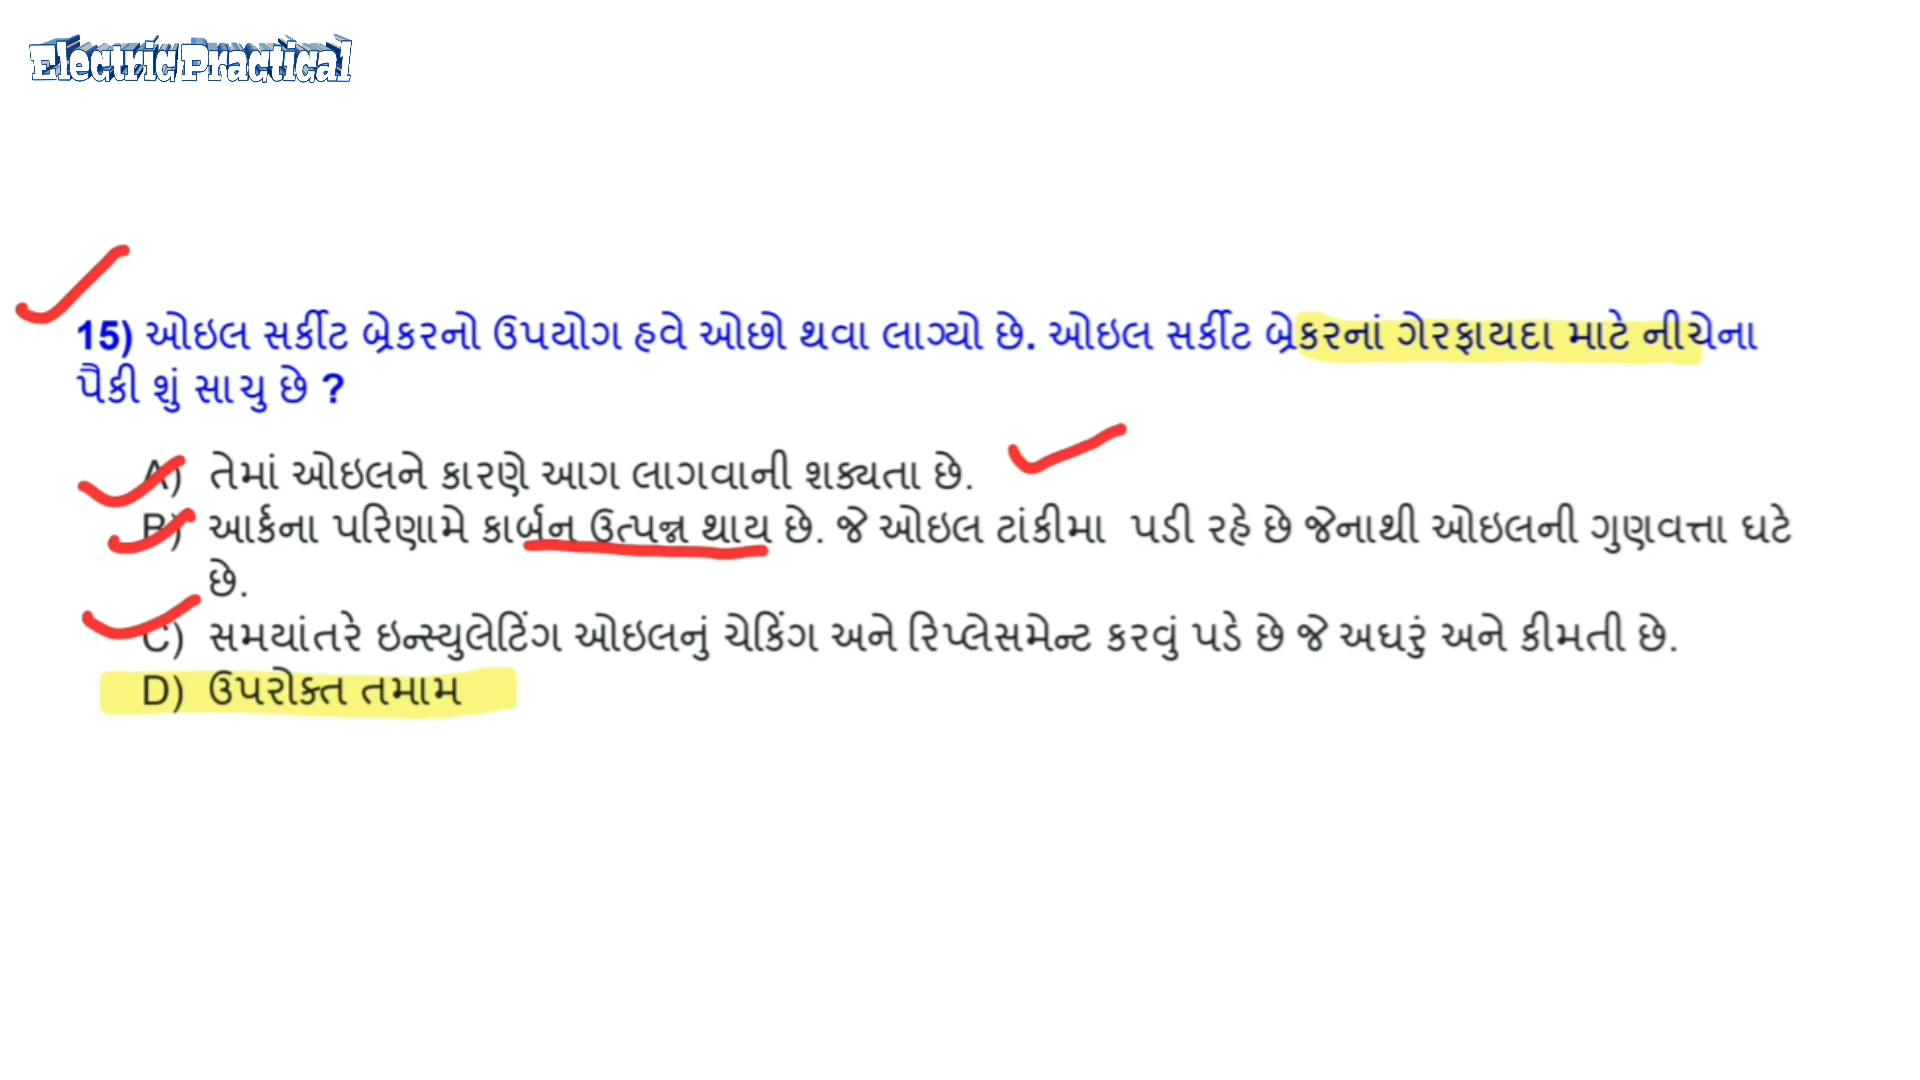 Electric Practical
15) ઓઇલ સર્કીટ બ્રેકરનો ઉપયોગ હવે ઓછો થવા લાગ્યો છે. ઓઇલ સર્કીટ બ્રેકરનાં ગેરફાયદા માટે નીચેના
પૈકી શું સાચુ છે ?
A) તેમાં ઓઇલને કારણે આગ લાગવાની શક્યતા છે.
B) આર્કના પરિણામે કાર્બન ઉત્પન્ન થાય છે. જે ઓઇલ ટાંકીમા પડી રહે છે જેનાથી ઓઇલની ગુણવત્તા ઘટે
છે.
C) સમયાંતરે ઇન્સ્યુલેટિંગ ઓઇલનું ચેકિંગ અને રિપ્લેસમેન્ટ કરવું પડે છે જે અઘરું અને કીમતી છે.
D) ઉપરોક્ત તમામ